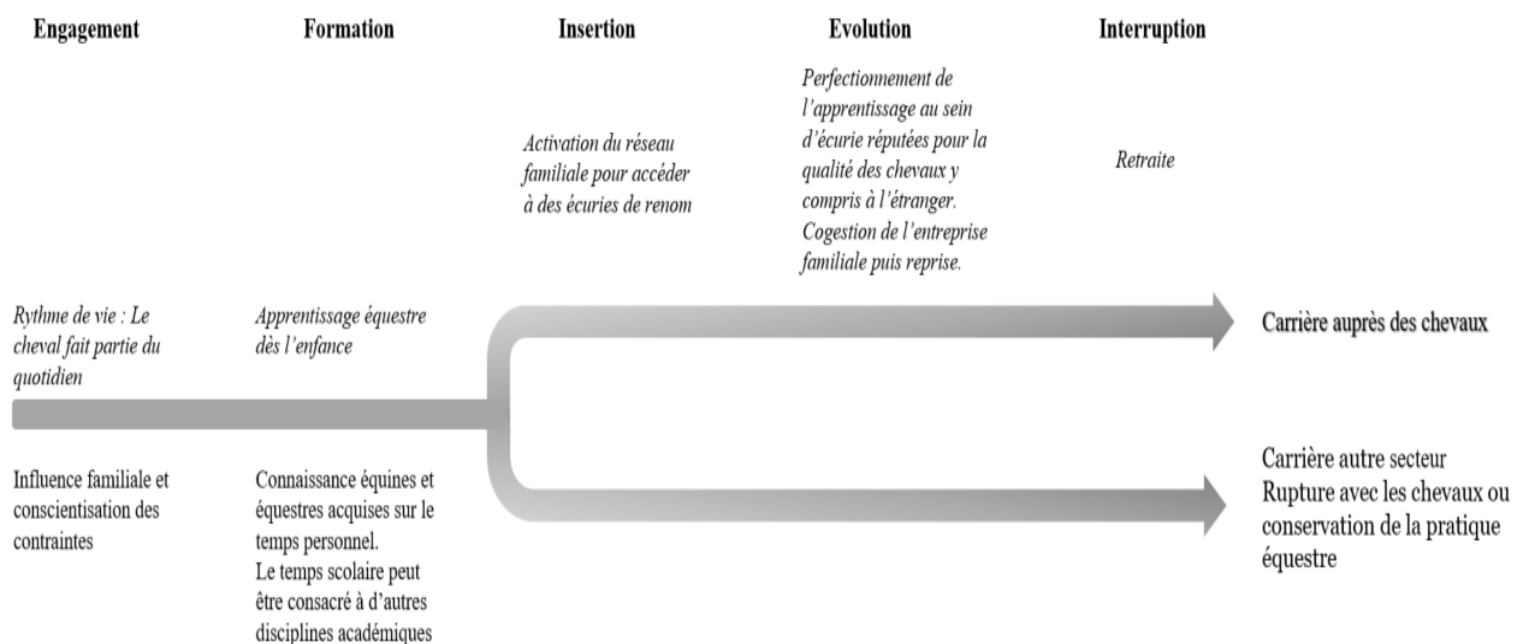 Engagement
Formation
Insertion
Evolution
Interruption
Perfectionnement de
l’apprentissage au sein
d’écurie réputées pour la
qualité des chevaux y
compris à l’étranger.
Cogestion de l’entreprise
familiale puis reprise.
Activation du réseau
familiale pour accéder
à des écuries de renom
Retraite
Rythme de vie : Le
cheval fait partie du
quotidien
Apprentissage équestre
dès l’enfance
Carrière auprès des chevaux
Influence familiale et
conscientisation des
contraintes
Connaissance équines et
équestres acquises sur le
temps personnel.
Le temps scolaire peut
être consacré à d’autres
disciplines académiques
Carrière autre secteur
Rupture avec les chevaux ou
conservation de la pratique
équestre